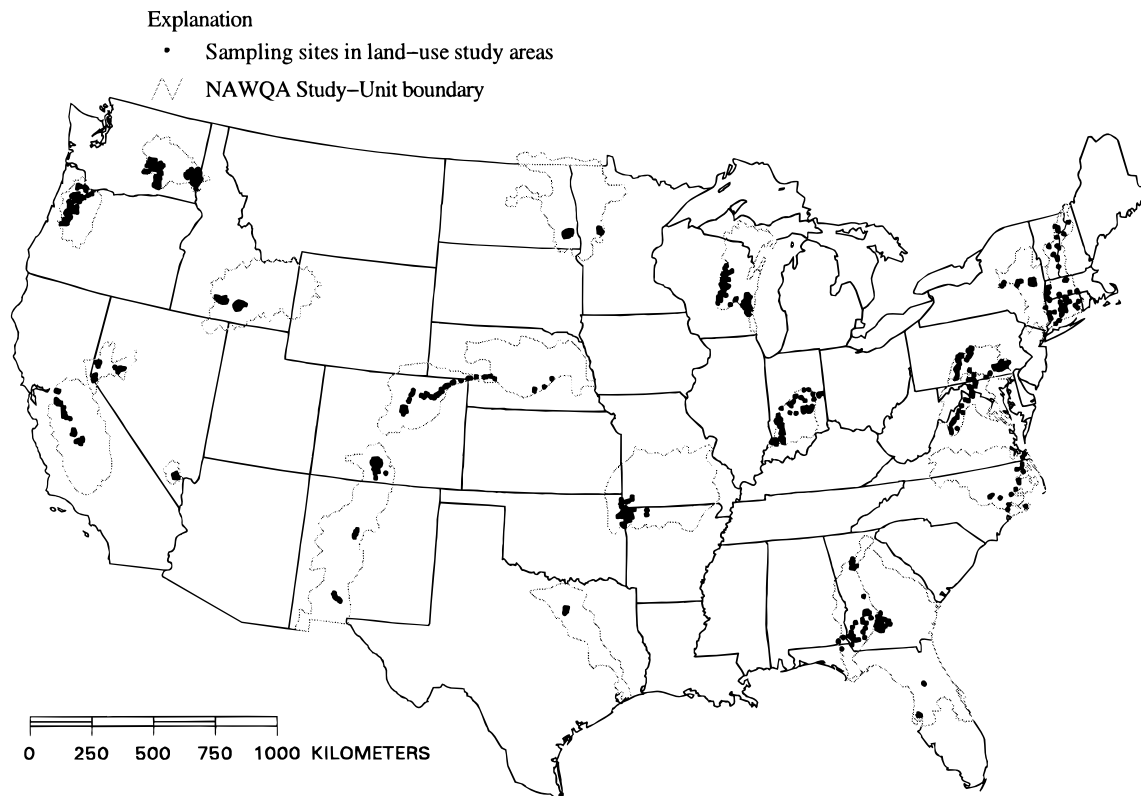 Explanation
Sampling sites in land-use study areas
NAWQA Study-Unit boundary
0 250 500 750 1000 KILOMETERS